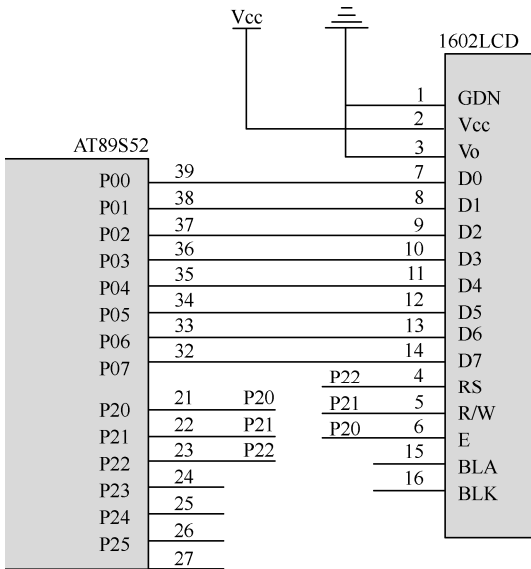 Vcc
1602LCD
1 GDN
2 Vcc
3 Vo
AT89S52
P00 39 7 D0
P01 38 8 D1
P02 37 9 D2
P03 36 10 D3
P04 35 11 D4
P05 34 12 D5
P06 33 13 D6
P07 32 14 D7
P22 4 RS
P20 21 P20 P21 5 R/W
P21 22 P21 P20 6 E
P22 23 P22 15 BLA
P23 24 16 BLK
P24 25
P25 26
27